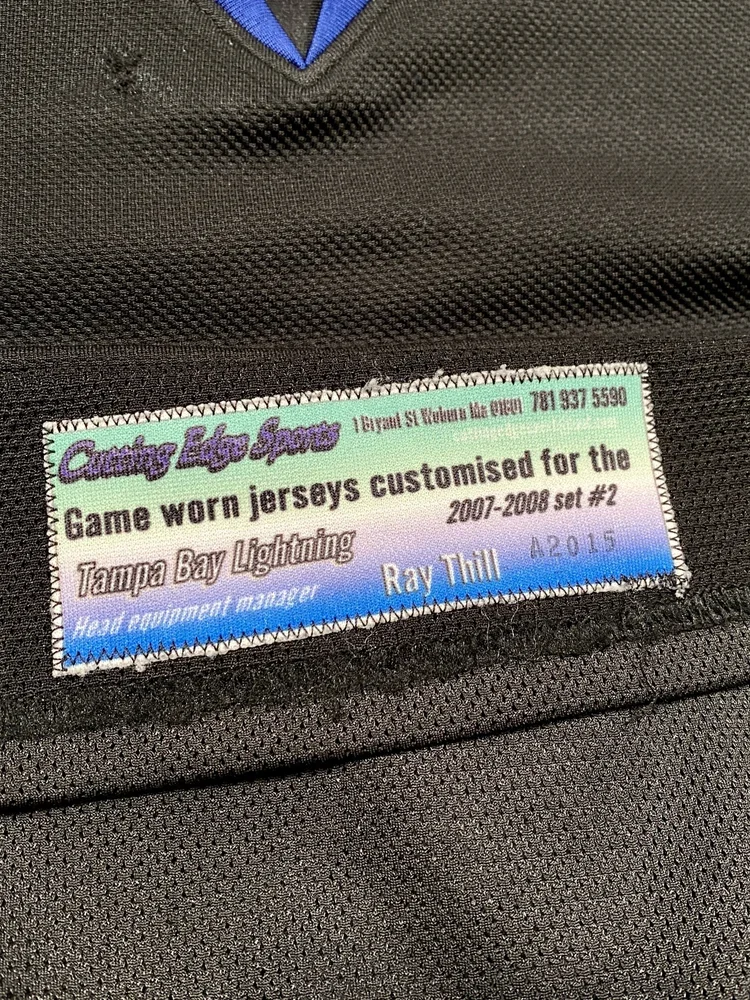 Cutting Edge Sports 1 Bryant St Woburn Ma 01801 781 937 5590
Game worn jerseys customised for the
2007-2008 set #2
Tampa Bay Lightning
Ray Thill A2015
Head equipment manager